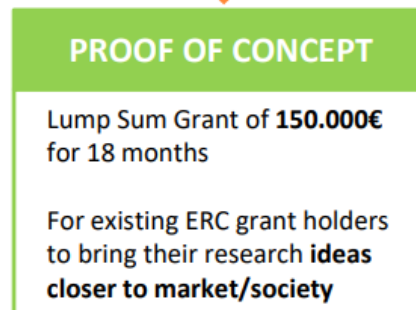 PROOF OF CONCEPT
Lump Sum Grant of 150.000€
for 18 months
For existing ERC grant holders
to bring their research ideas
closer to market/society